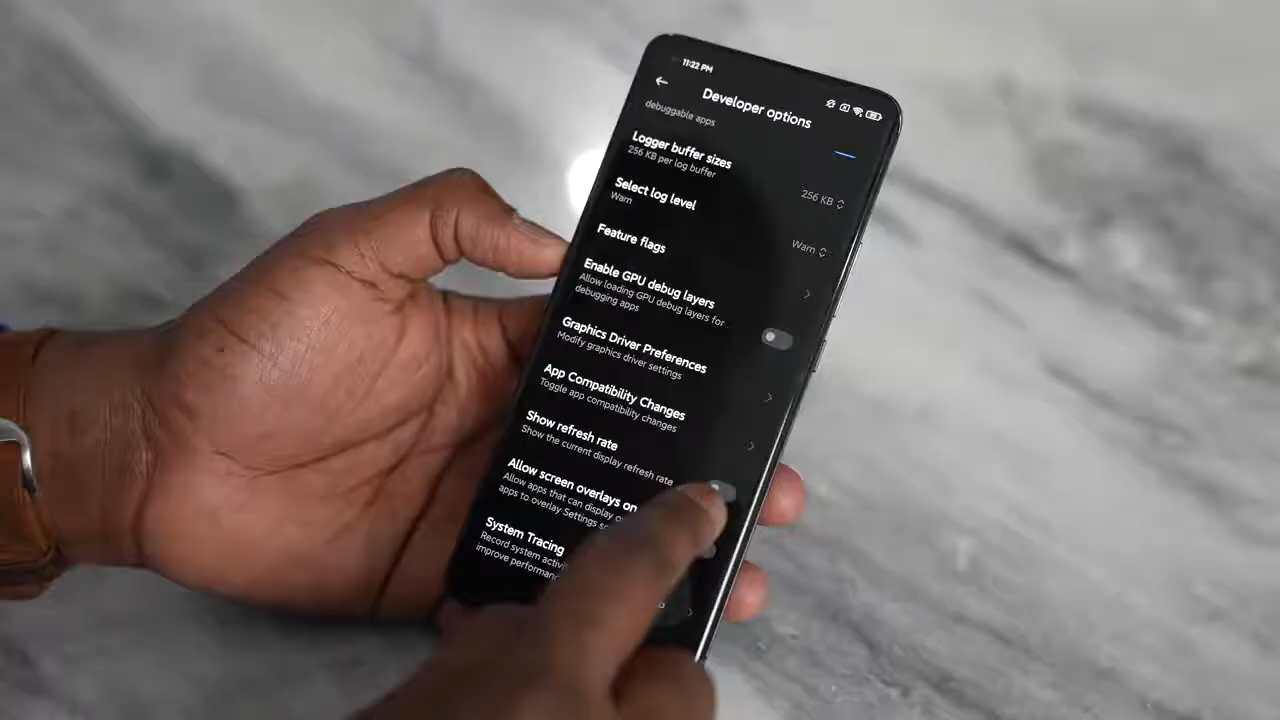 11:22 PM
Developer options
debuggable apps
Logger buffer sizes
256 KB per log buffer
256 KB
Select log level
Warn
Warn
Feature flags
Enable GPU debug layers
Allow loading GPU debug layers for
debugging apps
Graphics Driver Preferences
Modify graphics driver settings
App Compatibility Changes
Toggle app compatibility changes
Show refresh rate
Show the current display refresh rate
Allow screen overlays on
Allow apps that can display
apps to overlay Settings
System Tracing
Record system
improve